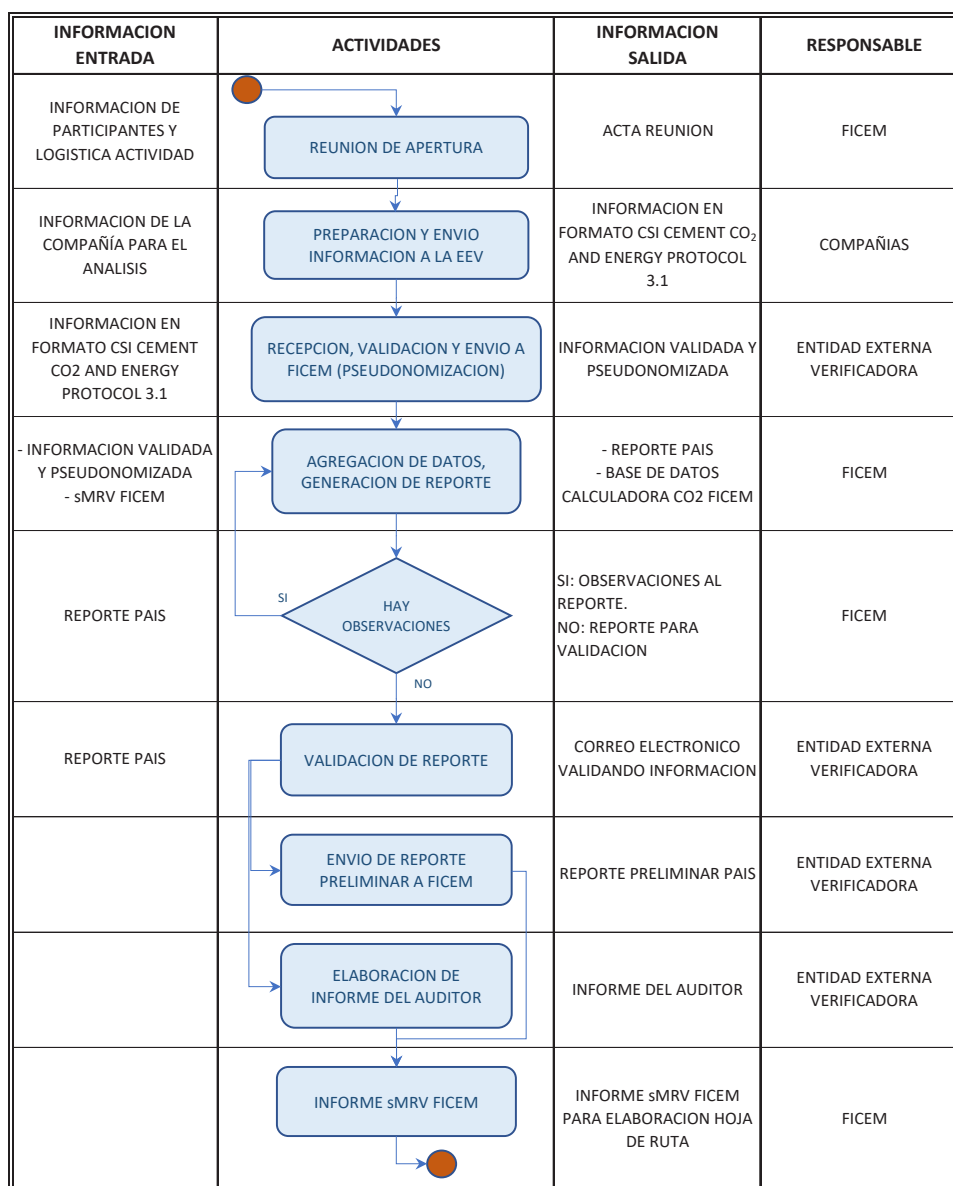 INFORMACION
ENTRADA
ACTIVIDADES
INFORMACION
SALIDA
RESPONSABLE
INFORMACION DE
PARTICIPANTES Y
LOGISTICA ACTIVIDAD
REUNION DE APERTURA
ACTA REUNION
FICEM
INFORMACION DE LA
COMPAÑÍA PARA EL
ANALISIS
PREPARACION Y ENVIO
INFORMACION A LA EEV
INFORMACION EN
FORMATO CSI CEMENT CO₂
AND ENERGY PROTOCOL
3.1
COMPAÑIAS
INFORMACION EN
FORMATO CSI CEMENT
CO2 AND ENERGY
PROTOCOL 3.1
RECEPCION, VALIDACION Y ENVIO A
FICEM (PSEUDONOMIZACION)
INFORMACION VALIDADA Y
PSEUDONOMIZADA
ENTIDAD EXTERNA
VERIFICADORA
- INFORMACION VALIDADA
Y PSEUDONOMIZADA
- sMRV FICEM
AGREGACION DE DATOS,
GENERACION DE REPORTE
- REPORTE PAIS
- BASE DE DATOS
CALCULADORA CO2 FICEM
FICEM
REPORTE PAIS
SI
HAY
OBSERVACIONES
NO
SI: OBSERVACIONES AL
REPORTE.
NO: REPORTE PARA
VALIDACION
FICEM
REPORTE PAIS
VALIDACION DE REPORTE
CORREO ELECTRONICO
VALIDANDO INFORMACION
ENTIDAD EXTERNA
VERIFICADORA
ENVIO DE REPORTE
PRELIMINAR A FICEM
REPORTE PRELIMINAR PAIS
ENTIDAD EXTERNA
VERIFICADORA
ELABORACION DE
INFORME DEL AUDITOR
INFORME DEL AUDITOR
ENTIDAD EXTERNA
VERIFICADORA
INFORME sMRV FICEM
INFORME sMRV FICEM
PARA ELABORACION HOJA
DE RUTA
FICEM